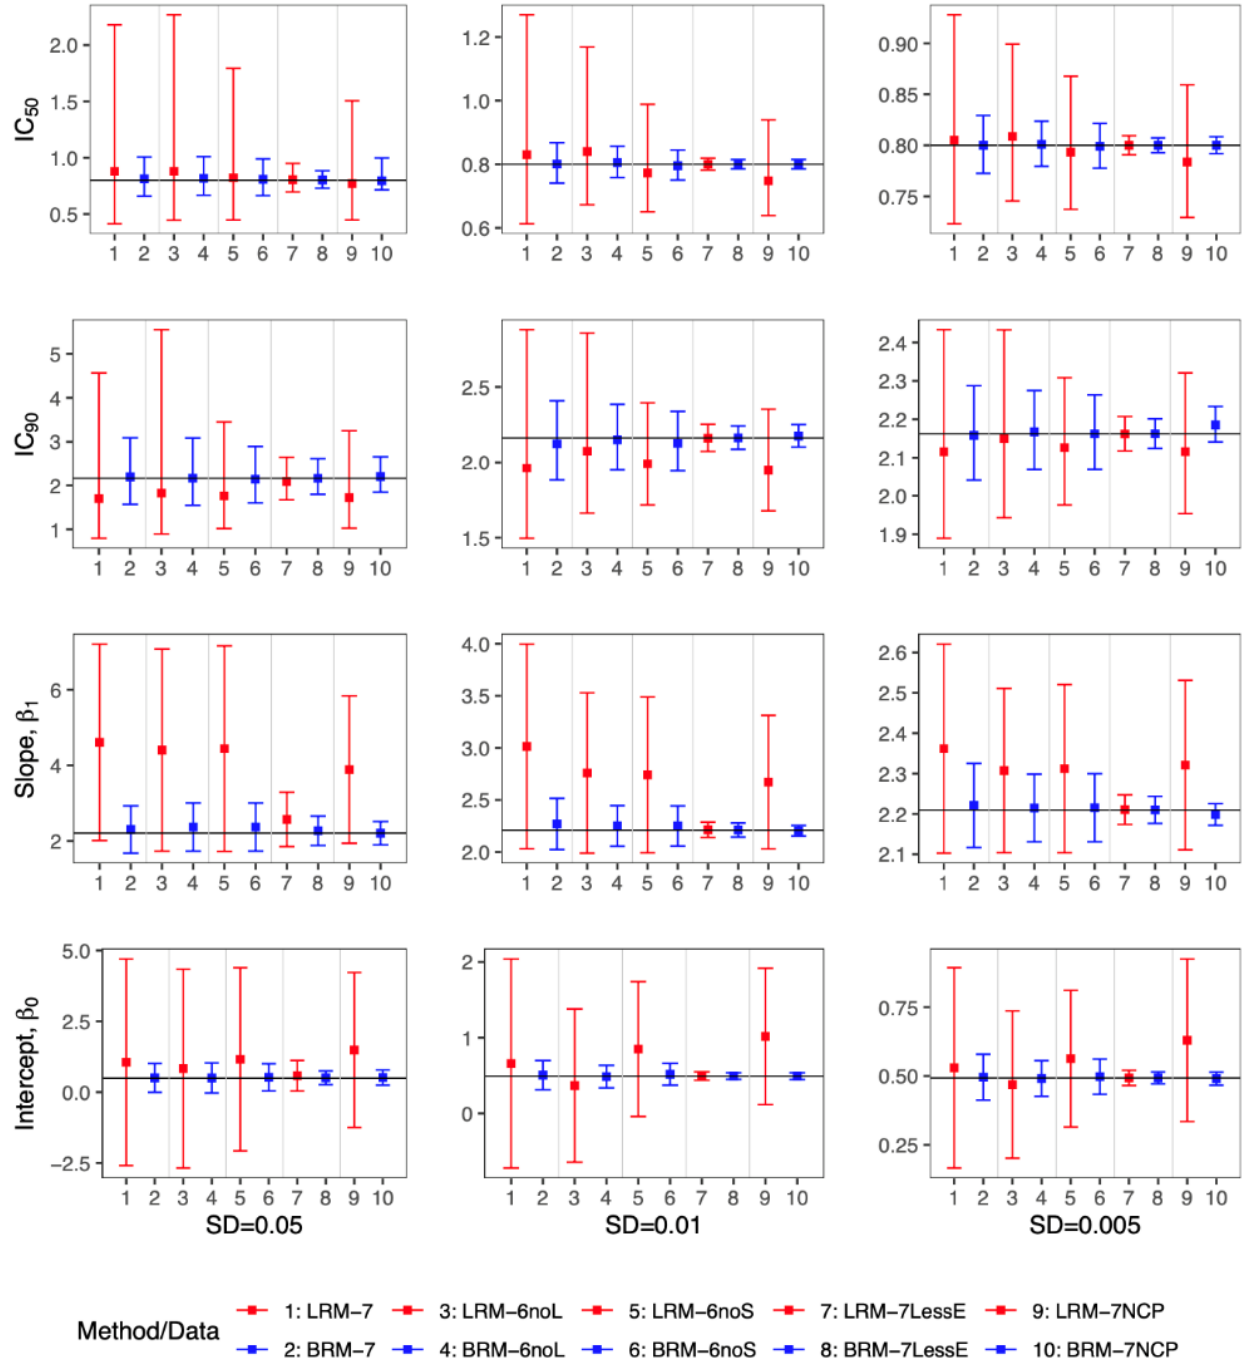 IC50
2.0
1.5
1.0
0.5
1 2 3 4 5 6 7 8 9 10
1.2
1.0
0.8
0.6
1 2 3 4 5 6 7 8 9 10
0.90
0.85
0.80
0.75
1 2 3 4 5 6 7 8 9 10
IC90
5
4
3
2
1
1 2 3 4 5 6 7 8 9 10
2.5
2.0
1.5
1 2 3 4 5 6 7 8 9 10
2.4
2.3
2.2
2.1
2.0
1.9
1 2 3 4 5 6 7 8 9 10
Slope, β1
6
4
2
1 2 3 4 5 6 7 8 9 10
4.0
3.5
3.0
2.5
2.0
1 2 3 4 5 6 7 8 9 10
2.6
2.5
2.4
2.3
2.2
2.1
1 2 3 4 5 6 7 8 9 10
Intercept, β0
5.0
2.5
0.0
−2.5
1 2 3 4 5 6 7 8 9 10
SD=0.05
2
1
0
1 2 3 4 5 6 7 8 9 10
SD=0.01
0.75
0.50
0.25
1 2 3 4 5 6 7 8 9 10
SD=0.005
Method/Data
1: LRM−7 3: LRM−6noL 5: LRM−6noS 7: LRM−7LessE 9: LRM−7NCP
2: BRM−7 4: BRM−6noL 6: BRM−6noS 8: BRM−7LessE 10: BRM−7NCP